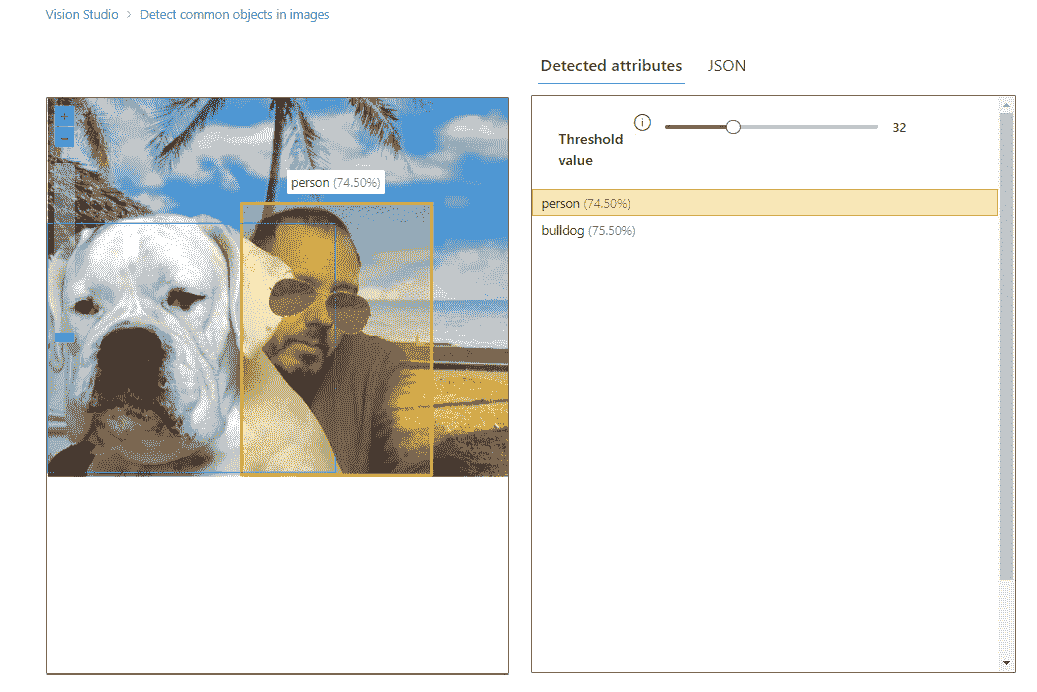 Vision Studio > Detect common objects in images
Detected attributes JSON
+
−
person (74.50%)
Threshold
value
i
32
person (74.50%)
bulldog (75.50%)